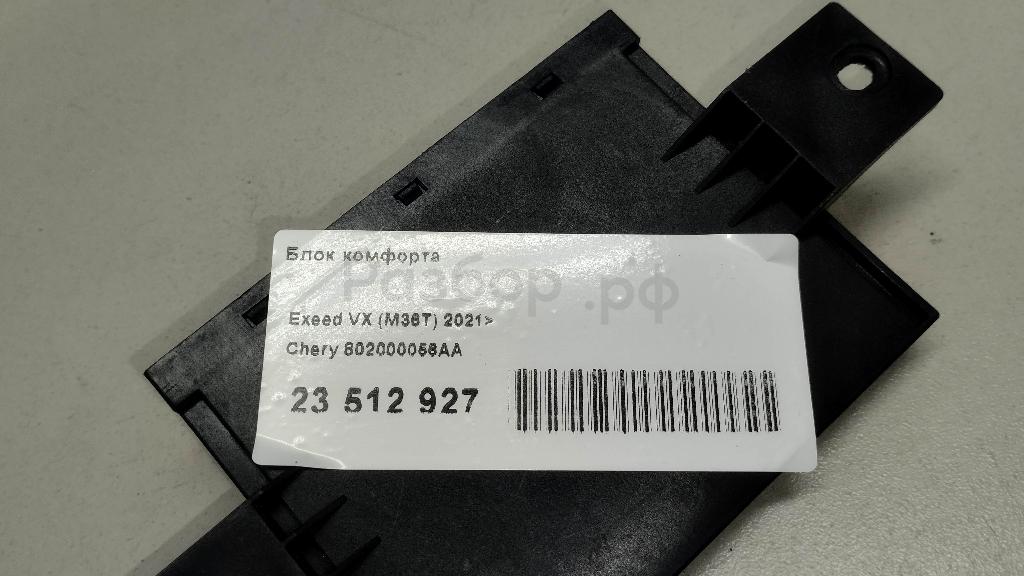 Блок комфорта
Разбор.рф
Exeed VX (M36T) 2021>
Chery 802000056AA
23 512 927